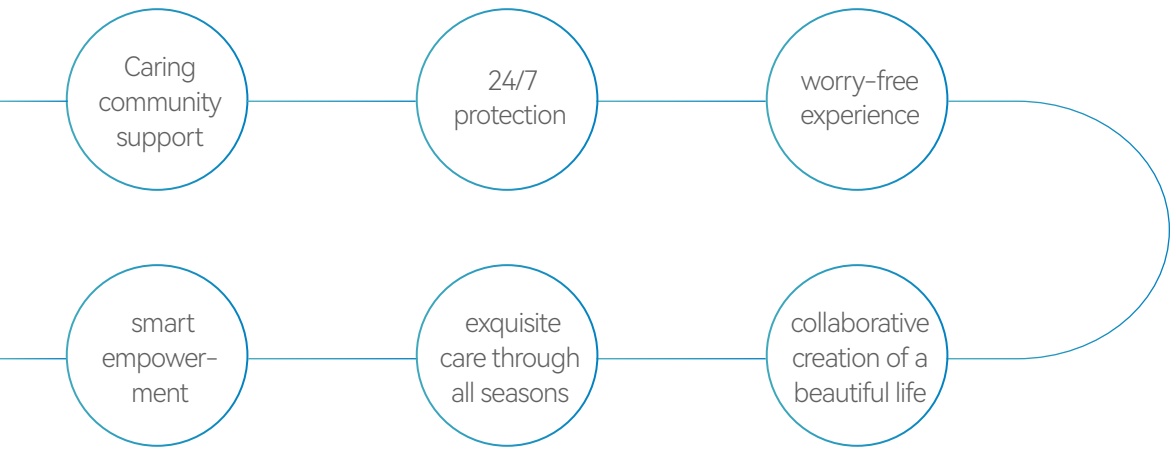 Caring
community
support
24/7
protection
worry-free
experience
smart
empower-
ment
exquisite
care through
all seasons
collaborative
creation of a
beautiful life